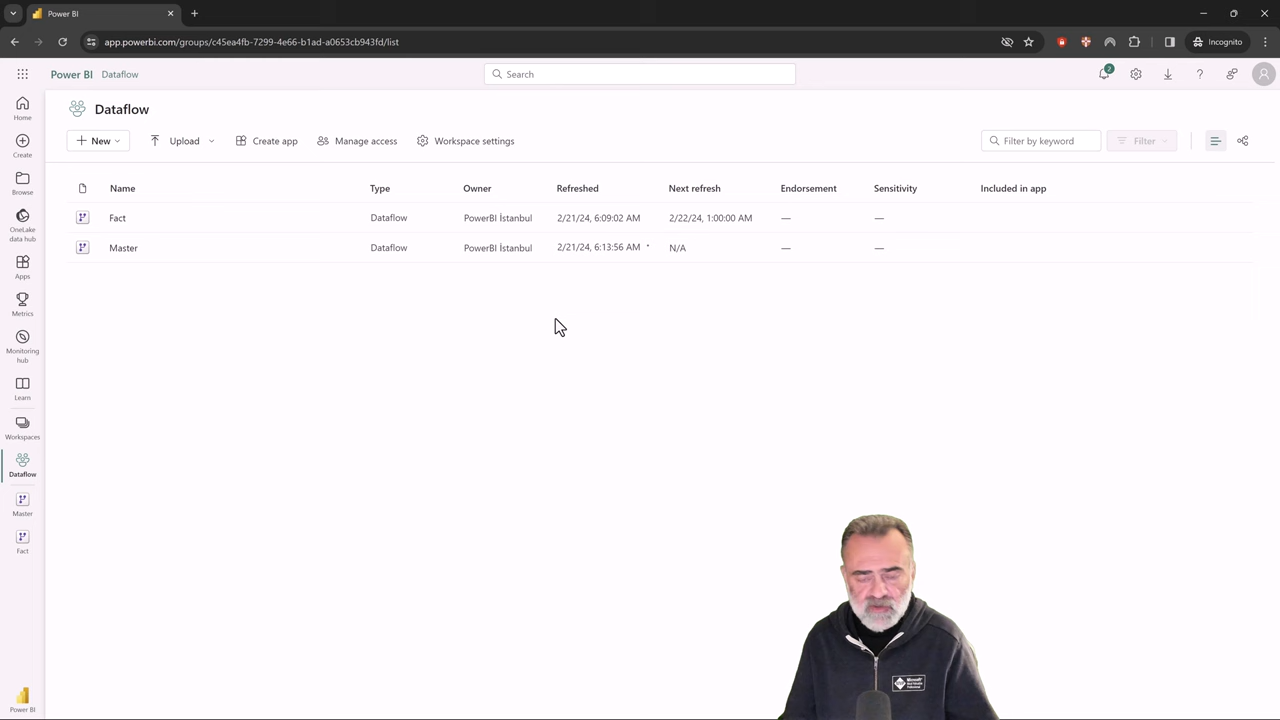 Power BI
app.powerbi.com/groups/c45ea4fb-7299-4e66-b1ad-a0653cb943fd/list
Incognito
Power BI Dataflow
Search
2
Home
Create
Browse
OneLake
data hub
Apps
Metrics
Monitoring
hub
Learn
Workspaces
Dataflow
Master
Fact
Power BI
Dataflow
New
Upload
Create app
Manage access
Workspace settings
Filter by keyword
Filter
Name Type Owner Refreshed Next refresh Endorsement Sensitivity Included in app
Fact Dataflow PowerBI İstanbul 2/21/24, 6:09:02 AM 2/22/24, 1:00:00 AM — —
Master Dataflow PowerBI İstanbul 2/21/24, 6:13:56 AM N/A — —
Microsoft